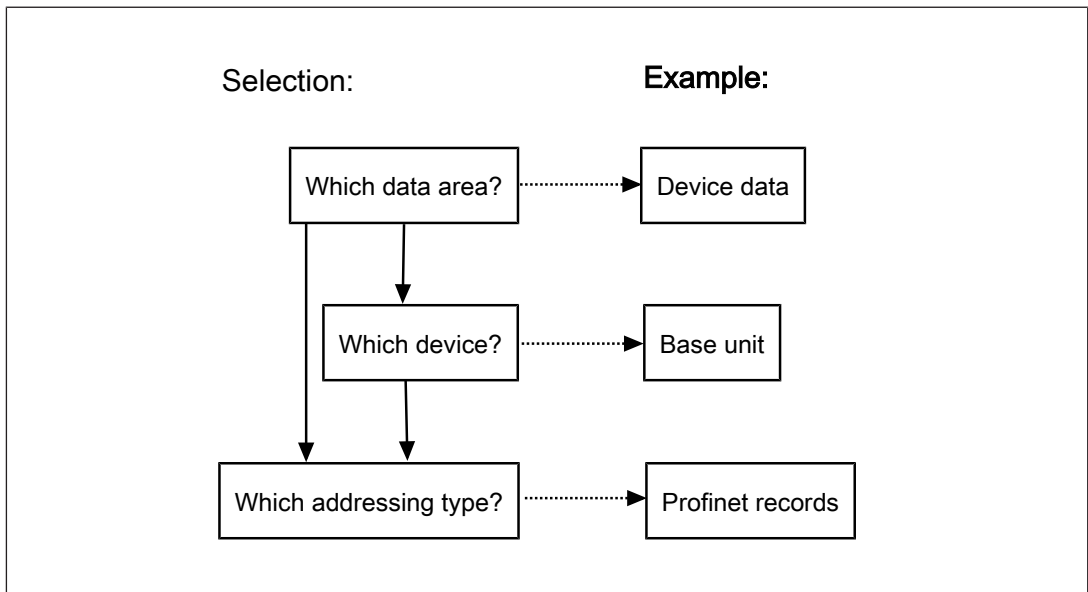 Selection:
Example:
Which data area?
Device data
Which device?
Base unit
Which addressing type?
Profinet records